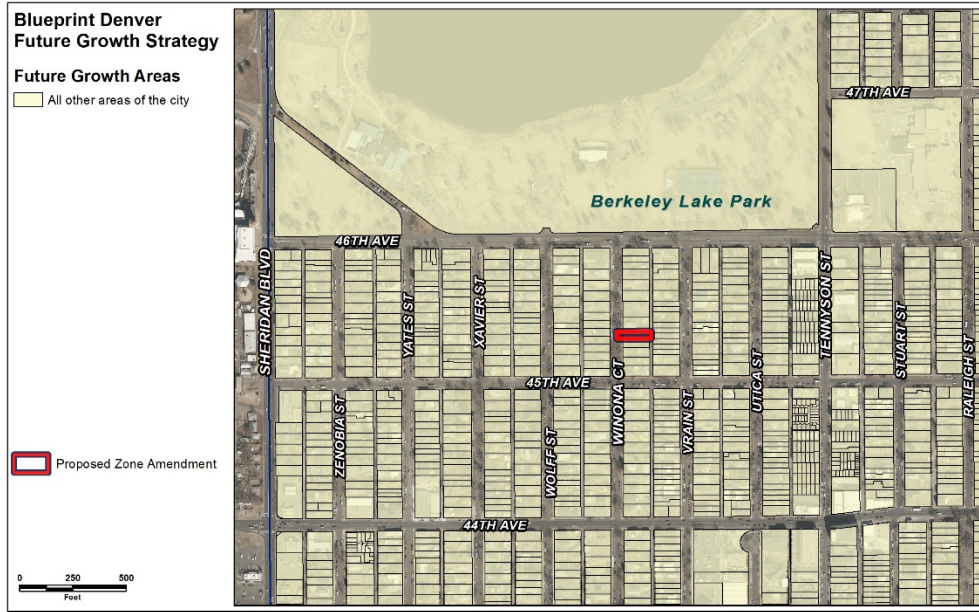 Blueprint Denver
Future Growth Strategy
Future Growth Areas
All other areas of the city
Proposed Zone Amendment
0 250 500
Feet
47TH AVE
Berkeley Lake Park
46TH AVE
SHERIDAN BLVD
YATES ST
XAVIER ST
TENNYSON ST
STUART ST
RALEIGH ST
45TH AVE
WINONA CT
UTICA ST
ZENOBIA ST
WOLFF ST
VRAIN ST
44TH AVE